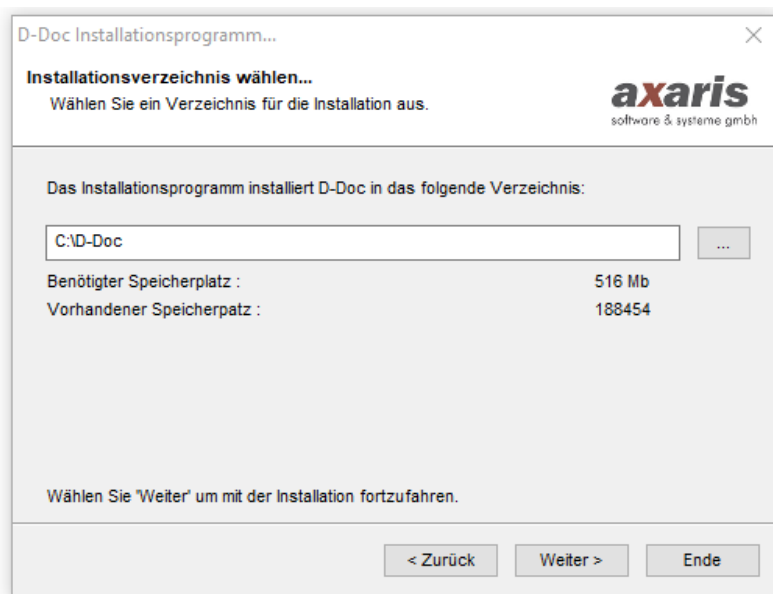 D-Doc Installationsprogramm...
Installationsverzeichnis wählen...
Wählen Sie ein Verzeichnis für die Installation aus.
axaris
software & systeme gmbh
Das Installationsprogramm installiert D-Doc in das folgende Verzeichnis:
C:\D-Doc
...
Benötigter Speicherplatz : 516 Mb
Vorhandener Speicherpatz : 188454
Wählen Sie 'Weiter' um mit der Installation fortzufahren.
< Zurück Weiter > Ende